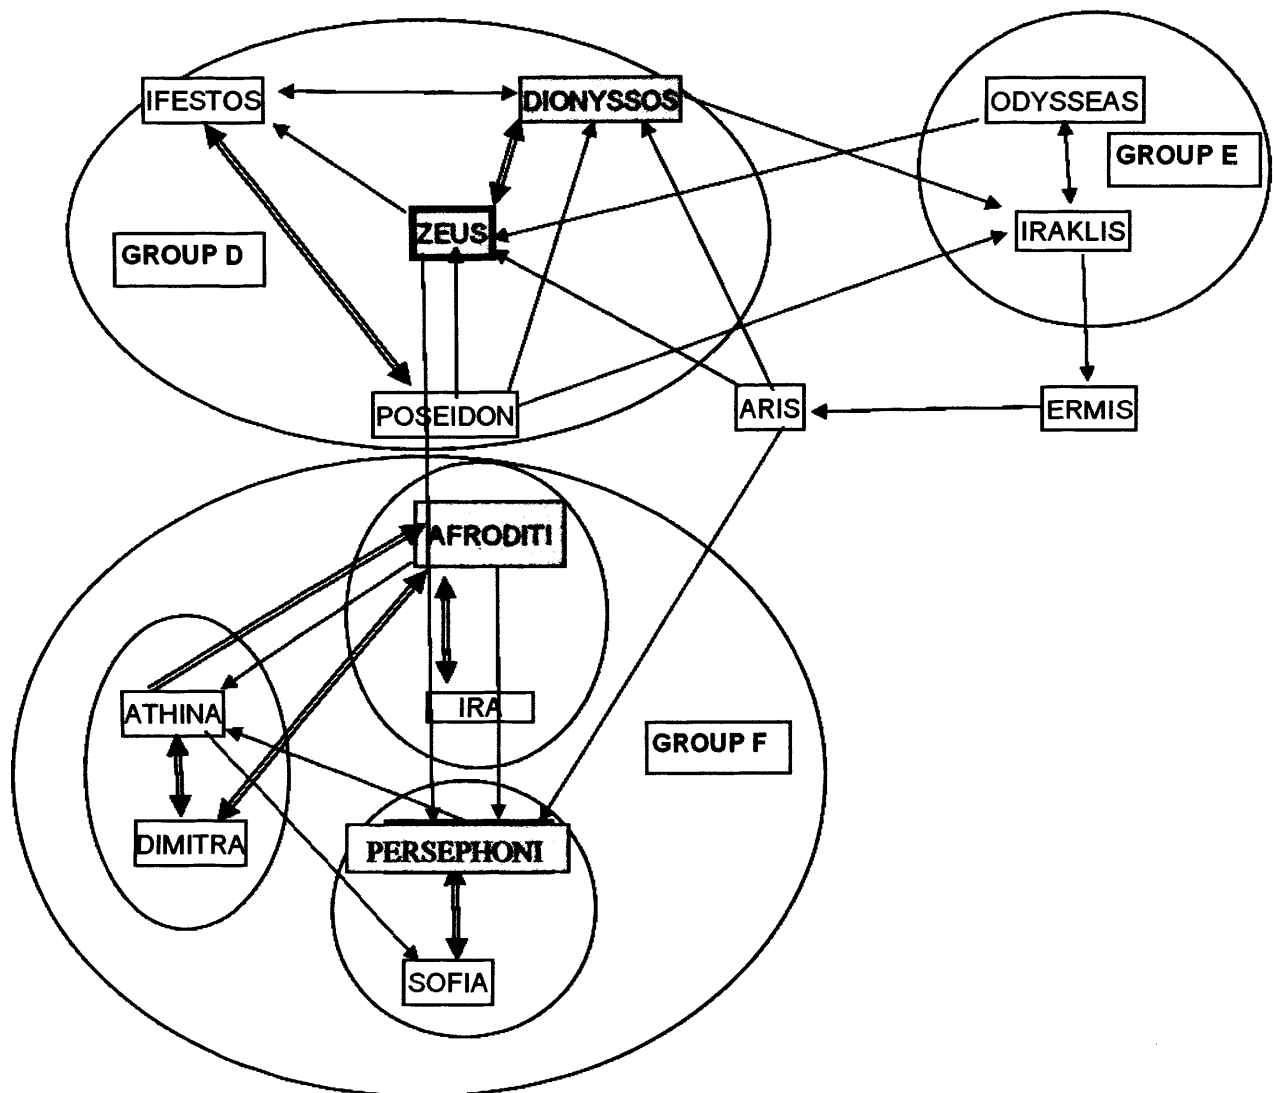 IFESTOS
DIONYSSOS
ODYSSEAS
GROUP E
ZEUS
IRAKLIS
GROUP D
POSEIDON
ARIS
ERMIS
AFRODITI
ATHINA
IRA
GROUP F
DIMITRA
PERSEPHONI
SOFIA